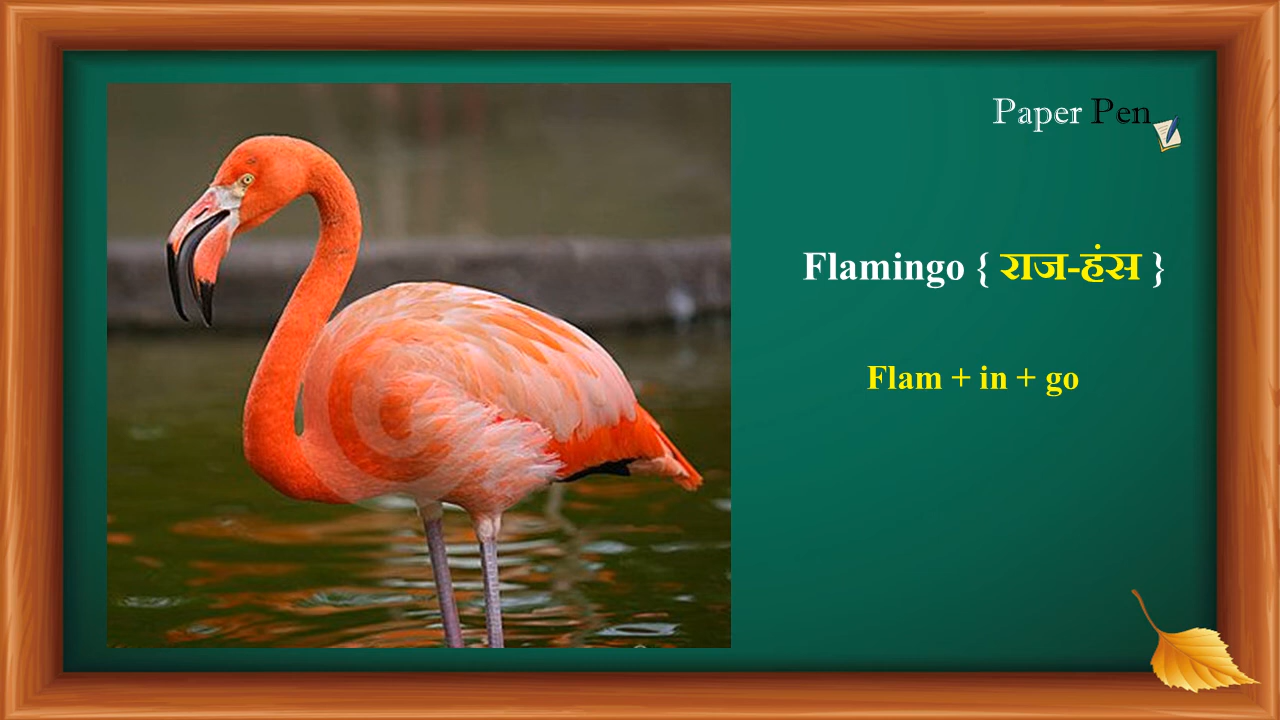 Paper Pen
Flamingo { राज-हंस }
Flam + in + go